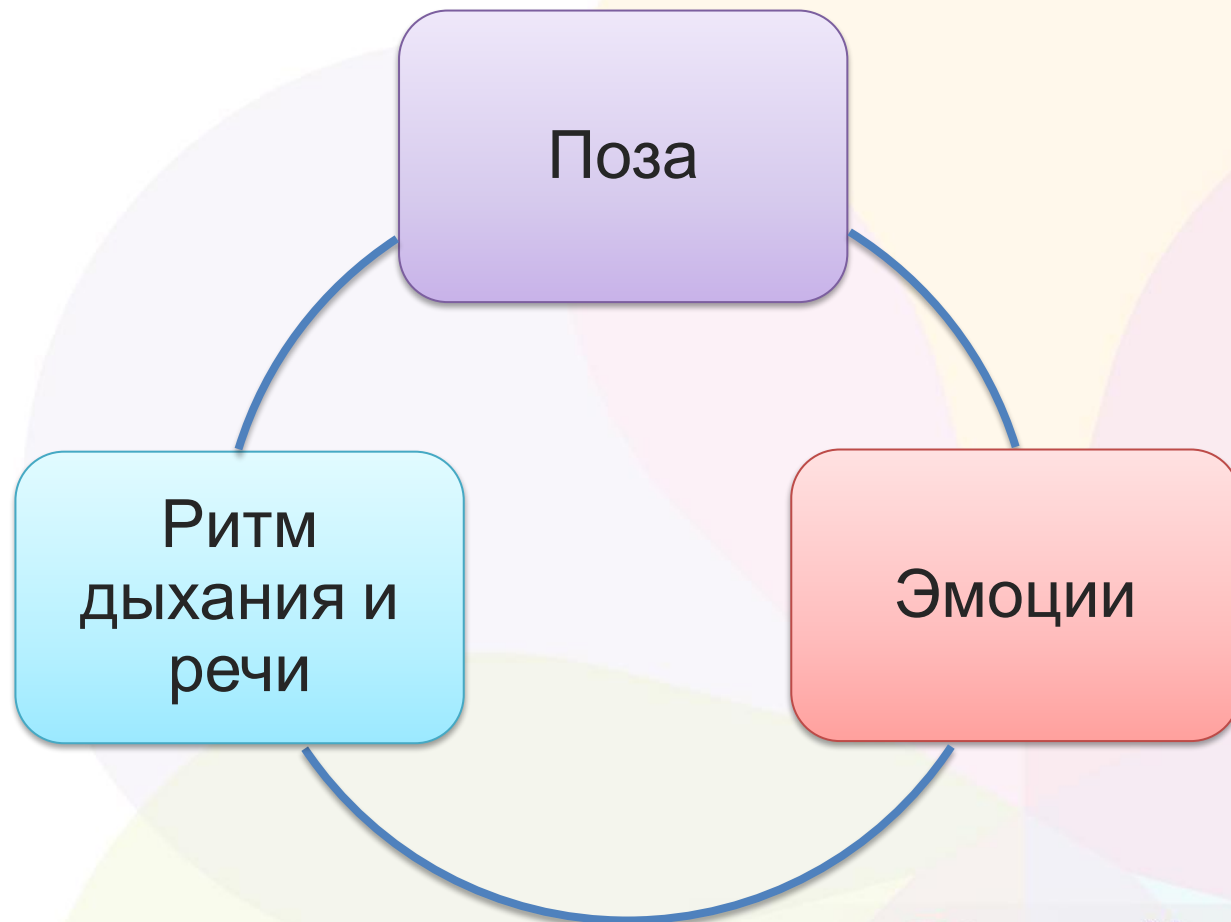 Поза
Ритм
дыхания и
речи
Эмоции